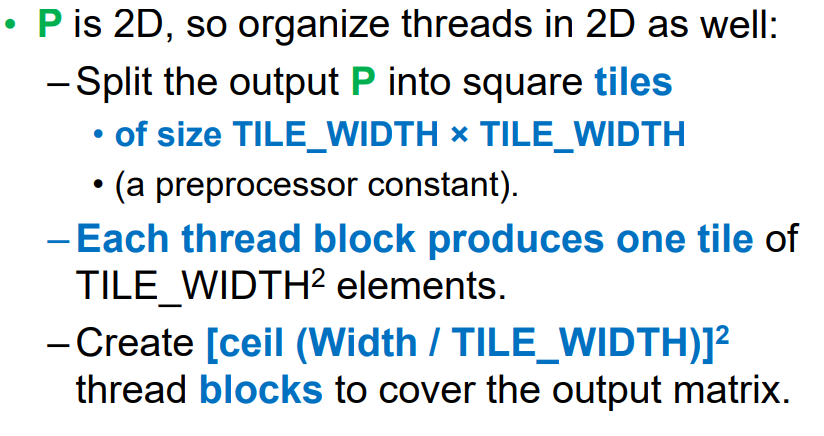 • P is 2D, so organize threads in 2D as well:
–Split the output P into square tiles
• of size TILE_WIDTH × TILE_WIDTH
• (a preprocessor constant).
–Each thread block produces one tile of
TILE_WIDTH² elements.
–Create [ceil (Width / TILE_WIDTH)]²
thread blocks to cover the output matrix.